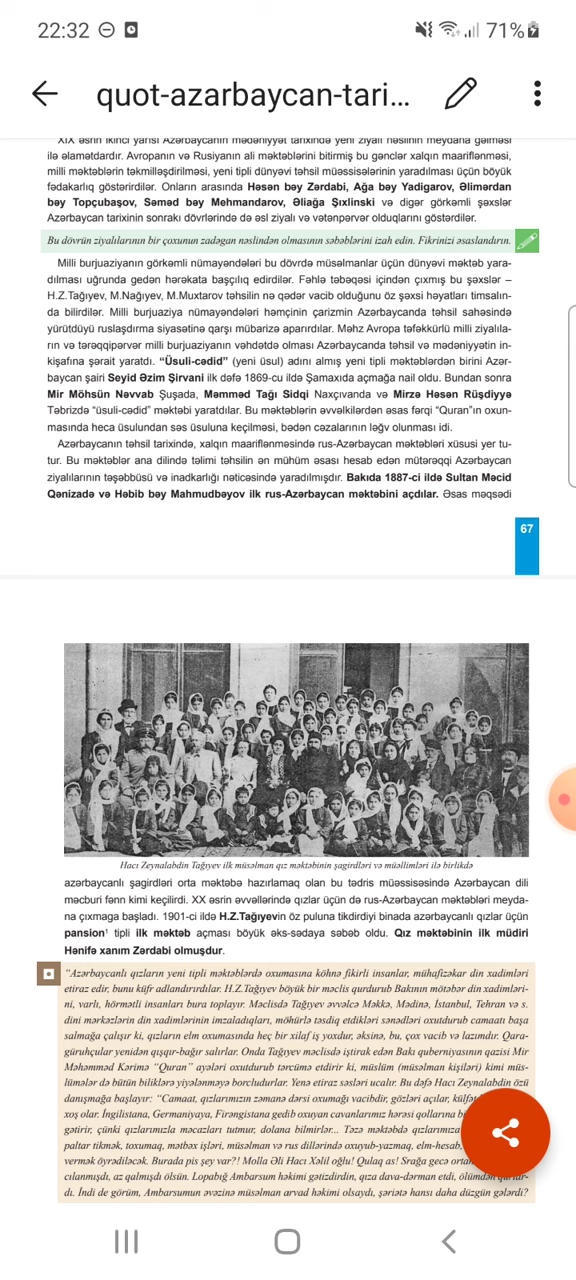 22:32
71%
quot-azarbaycan-tari...
XIX əsrin ikinci yarısı Azərbaycanın mədəniyyət tarixində yeni ziyalı nəslinin meydana gəlməsi
ilə əlamətdardır. Avropanın və Rusiyanın ali məktəblərini bitirmiş bu gənclər xalqın maariflənməsi,
milli məktəblərin təkmilləşdirilməsi, yeni tipli dünyəvi təhsil müəssisələrinin yaradılması üçün böyük
fədakarlıq göstərirdilər. Onların arasında Həsən bəy Zərdabi, Ağa bəy Yadigarov, Əlimərdan
bəy Topçubaşov, Səməd bəy Mehmandarov, Əliağa Şıxlinski və digər görkəmli şəxslər
Azərbaycan tarixinin sonrakı dövrlərində də əsl ziyalı və vətənpərvər olduqlarını göstərdilər.
Bu dövrün ziyalılarının bir çoxunun zadəgan nəslindən olmasının səbəblərini izah edin. Fikrinizi əsaslandırın.
Milli burjuaziyanın görkəmli nümayəndələri bu dövrdə müsəlmanlar üçün dünyəvi məktəb yara-
dılması uğrunda gedən hərəkata başçılıq edirdilər. Fəhlə təbəqəsi içindən çıxmış bu şəxslər –
H.Z.Tağıyev, M.Nağıyev, M.Muxtarov təhsilin nə qədər vacib olduğunu öz şəxsi həyatları timsalın-
da bilirdilər. Milli burjuaziya nümayəndələri həmçinin çarizmin Azərbaycanda təhsil sahəsində
yürütdüyü ruslaşdırma siyasətinə qarşı mübarizə aparırdılar. Məhz Avropa təfəkkürlü milli ziyalıla-
rın və tərəqqipərvər milli burjuaziyanın vəhdətdə olması Azərbaycanda təhsil və mədəniyyətin in-
kişafına şərait yaratdı. “Üsuli-cədid” (yeni üsul) adını almış yeni tipli məktəblərdən birini Azər-
baycan şairi Seyid Əzim Şirvani ilk dəfə 1869-cu ildə Şamaxıda açmağa nail oldu. Bundan sonra
Mir Möhsün Nəvvab Şuşada, Məmməd Tağı Sidqi Naxçıvanda və Mirzə Həsən Rüşdiyyə
Təbrizdə “üsuli-cədid” məktəbi yaratdılar. Bu məktəblərin əvvəlkilərdən əsas fərqi “Quran”ın oxun-
masında heca üsulundan səs üsuluna keçilməsi, bədən cəzalarının ləğv olunması idi.
Azərbaycanın təhsil tarixində, xalqın maariflənməsində rus-Azərbaycan məktəbləri xüsusi yer tu-
tur. Bu məktəblər ana dilində təlimi təhsilin ən mühüm əsası hesab edən mütərəqqi Azərbaycan
ziyalılarının təşəbbüsü və inadkarlığı nəticəsində yaradılmışdır. Bakıda 1887-ci ildə Sultan Məcid
Qənizadə və Həbib bəy Mahmudbəyov ilk rus-Azərbaycan məktəbini açdılar. Əsas məqsədi
67
Hacı Zeynalabdin Tağıyev ilk müsəlman qız məktəbinin şagirdləri və müəllimləri ilə birlikdə
azərbaycanlı şagirdləri orta məktəbə hazırlamaq olan bu tədris müəssisəsində Azərbaycan dili
məcburi fənn kimi keçilirdi. XX əsrin əvvəllərində qızlar üçün də rus-Azərbaycan məktəbləri meyda-
na çıxmağa başladı. 1901-ci ildə H.Z.Tağıyevin öz puluna tikdirdiyi binada azərbaycanlı qızlar üçün
pansion¹ tipli ilk məktəb açması böyük əks-sədaya səbəb oldu. Qız məktəbinin ilk müdiri
Hənifə xanım Zərdabi olmuşdur.
“Azərbaycanlı qızların yeni tipli məktəblərdə oxumasına köhnə fikirli insanlar, mühafizəkar din xadimləri
etiraz edir, bunu küfr adlandırırdılar. H.Z.Tağıyev böyük bir məclis qurdurub Bakının mötəbər din xadimləri-
ni, varlı, hörmətli insanları bura toplayır. Məclisdə Tağıyev əvvəlcə Məkkə, Mədinə, İstanbul, Tehran və s.
dini mərkəzlərin din xadimlərinin imzaladıqları, möhürlə təsdiq etdikləri sənədləri oxutdurub camaatı başa
salmağa çalışır ki, qızların elm oxumasında heç bir xilaf iş yoxdur, əksinə, bu, çox vacib və lazımdır. Qara-
güruhçular yenidən qışqır-bağır salırlar. Onda Tağıyev məclisdə iştirak edən Bakı quberniyasının qazisi Mir
Məhəmməd Kərimə “Quran” ayələri oxutdurub tərcümə etdirir ki, müslüm (müsəlman kişiləri) kimi müs-
lümələr də bütün biliklərə yiyələnməyə borcludurlar. Yenə etiraz səsləri ucalır. Bu dəfə Hacı Zeynalabdin özü
danışmağa başlayır: “Camaat, qızlarımızın zəmanə dərsi oxumağı vacibdir, gözləri açılar, külfət
xoş olar. İngilistana, Germaniyaya, Firəngistana gedib oxuyan cavanlarımız hərəsi qollarına
gətirir, çünki qızlarımızla məcazları tutmur, dolana bilmirlər... Təzə məktəbdə qızlarımıza
paltar tikmək, toxumaq, mətbəx işləri, müsəlman və rus dillərində oxuyub-yazmaq, elm-hesab,
vermək öyrədiləcək. Burada pis şey var?! Molla Əli Hacı Xəlil oğlu! Qulaq as! Srağa gecə
cılanmışdı, az qalmışdı ölsün. Lopabığ Ambarsum həkimi gətizdirdin, qıza dava-dərman etdi, ölümdən
dı. İndi de görüm, Ambarsumun əvəzinə müsəlman arvad həkimi olsaydı, şəriətə hansı daha düzgün gələrdi?